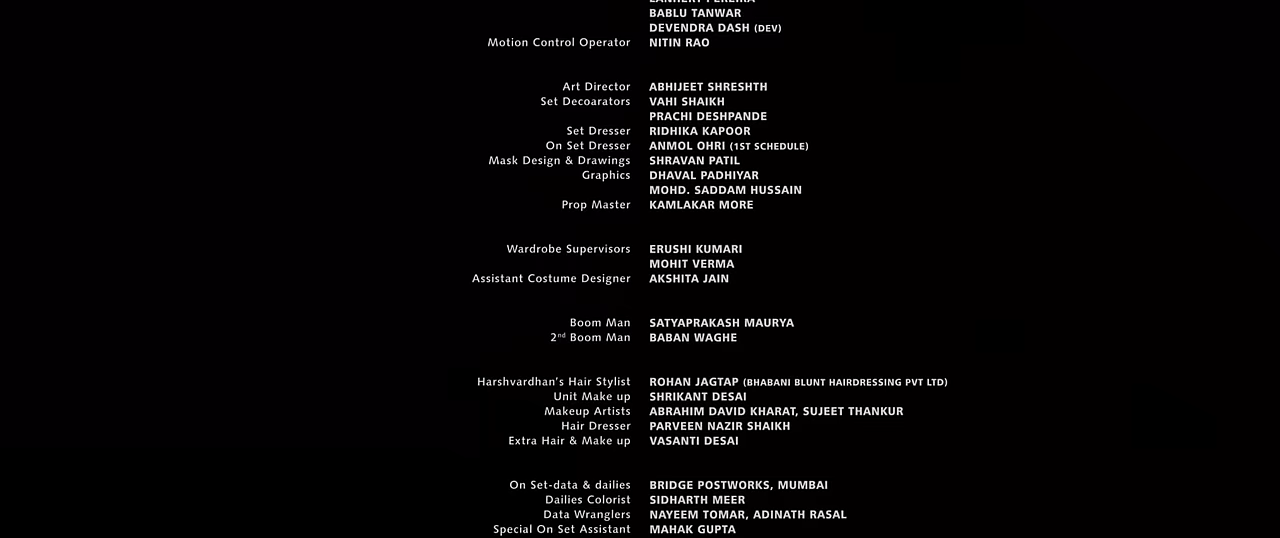 BABLU TANWAR
DEVENDRA DASH (DEV)
Motion Control Operator NITIN RAO
Art Director ABHIJEET SHRESHTH
Set Decoarators VAHI SHAIKH
PRACHI DESHPANDE
Set Dresser RIDHIKA KAPOOR
On Set Dresser ANMOL OHRI (1ST SCHEDULE)
Mask Design & Drawings SHRAVAN PATIL
Graphics DHAVAL PADHIYAR
MOHD. SADDAM HUSSAIN
Prop Master KAMLAKAR MORE
Wardrobe Supervisors ERUSHI KUMARI
MOHIT VERMA
Assistant Costume Designer AKSHITA JAIN
Boom Man SATYAPRAKASH MAURYA
2nd Boom Man BABAN WAGHE
Harshvardhan's Hair Stylist ROHAN JAGTAP (BHABANI BLUNT HAIRDRESSING PVT LTD)
Unit Make up SHRIKANT DESAI
Makeup Artists ABRAHIM DAVID KHARAT, SUJEET THANKUR
Hair Dresser PARVEEN NAZIR SHAIKH
Extra Hair & Make up VASANTI DESAI
On Set-data & dailies BRIDGE POSTWORKS, MUMBAI
Dailies Colorist SIDHARTH MEER
Data Wranglers NAYEEM TOMAR, ADINATH RASAL
Special On Set Assistant MAHAK GUPTA